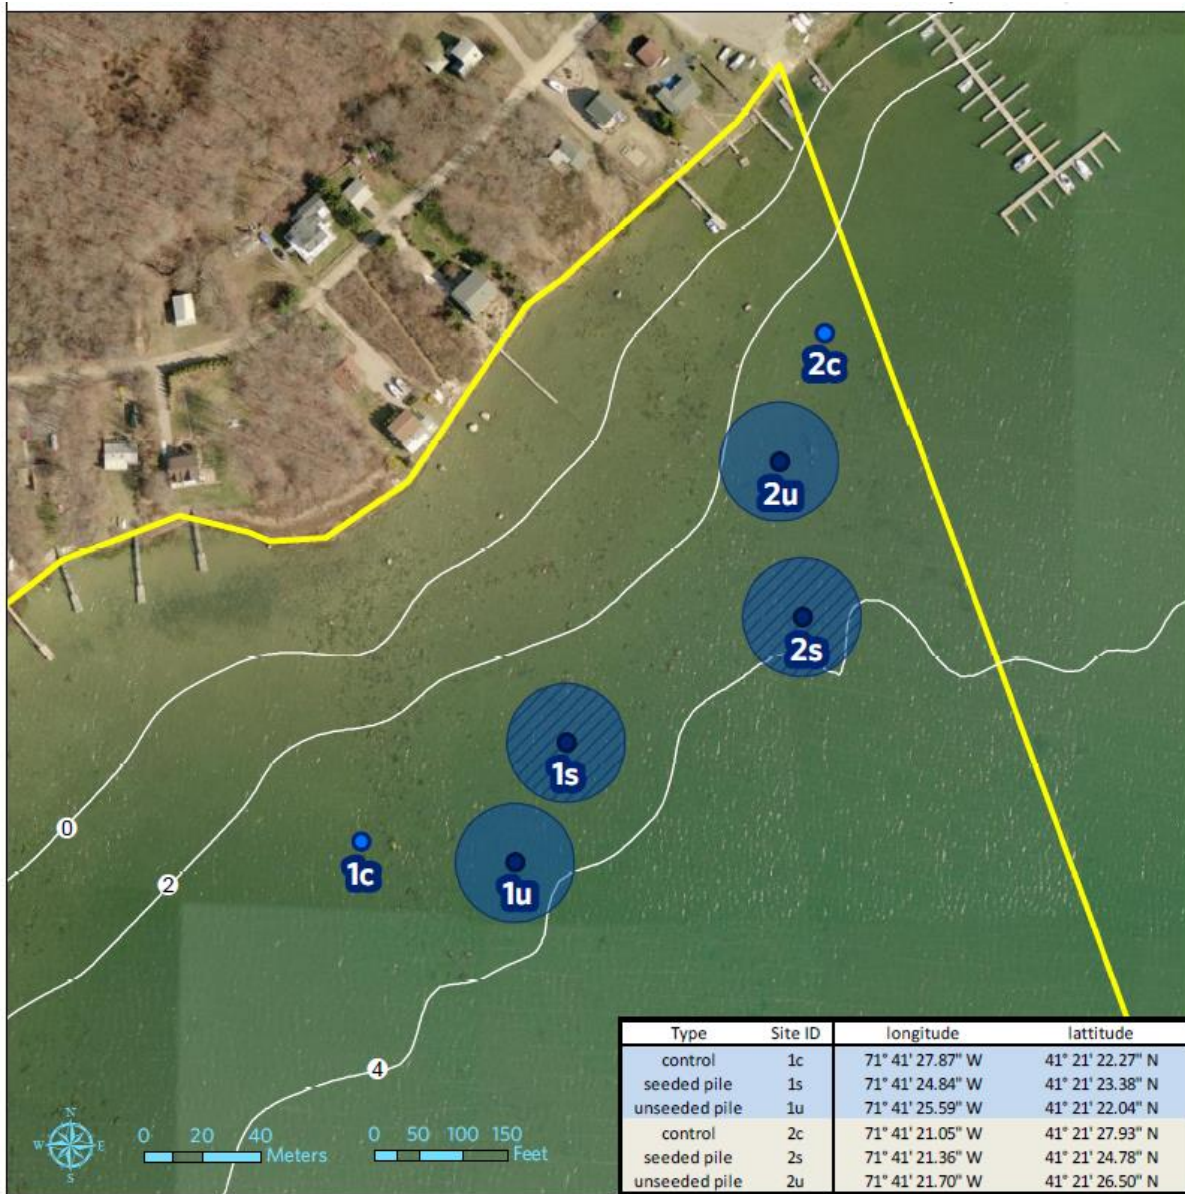 2c
2u
2s
1s
1c
1u
0
2
4
N
W E
S
0 20 40
Meters
0 50 100 150
Feet
Type Site ID longitude lattitude
control 1c 71° 41' 27.87" W 41° 21' 22.27" N
seeded pile 1s 71° 41' 24.84" W 41° 21' 23.38" N
unseeded pile 1u 71° 41' 25.59" W 41° 21' 22.04" N
control 2c 71° 41' 21.05" W 41° 21' 27.93" N
seeded pile 2s 71° 41' 21.36" W 41° 21' 24.78" N
unseeded pile 2u 71° 41' 21.70" W 41° 21' 26.50" N